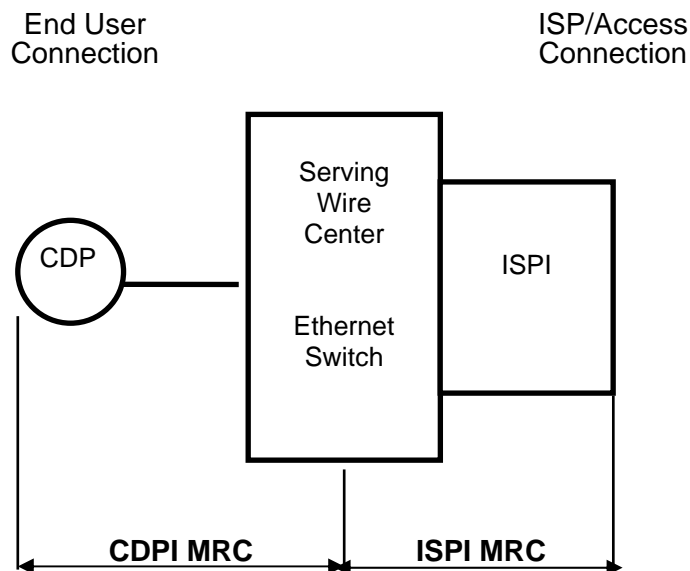 End User
Connection
ISP/Access
Connection
Serving
Wire
Center
CDP
ISPI
Ethernet
Switch
CDPI MRC
ISPI MRC